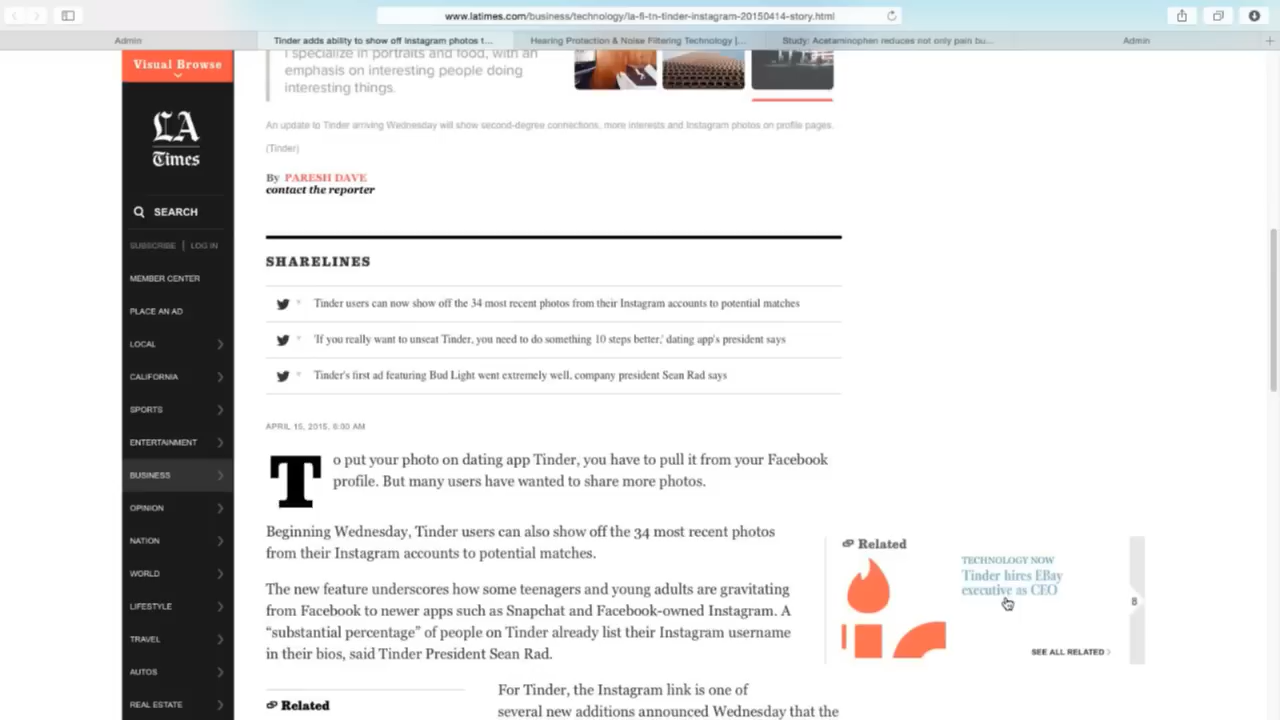 www.latimes.com/business/technology/la-fi-tn-tinder-instagram-20150414-story.html
Admin
Tinder adds ability to show off Instagram photos t...
Hearing Protection & Noise Filtering Technology |...
Study: Acetaminophen reduces not only pain bu...
Admin
Visual Browse
LA
Times
SEARCH
SUBSCRIBE | LOG IN
MEMBER CENTER
PLACE AN AD
LOCAL
CALIFORNIA
SPORTS
ENTERTAINMENT
BUSINESS
OPINION
NATION
WORLD
LIFESTYLE
TRAVEL
AUTOS
REAL ESTATE
I specialize in portraits and food, with an
emphasis on interesting people doing
interesting things.
An update to Tinder arriving Wednesday will show second-degree connections, more interests and Instagram photos on profile pages.
(Tinder)
By PARESH DAVE
contact the reporter
SHARELINES
Tinder users can now show off the 34 most recent photos from their Instagram accounts to potential matches
'If you really want to unseat Tinder, you need to do something 10 steps better,' dating app's president says
Tinder's first ad featuring Bud Light went extremely well, company president Sean Rad says
APRIL 15, 2015, 6:00 AM
To put your photo on dating app Tinder, you have to pull it from your Facebook
profile. But many users have wanted to share more photos.
Beginning Wednesday, Tinder users can also show off the 34 most recent photos
from their Instagram accounts to potential matches.
The new feature underscores how some teenagers and young adults are gravitating
from Facebook to newer apps such as Snapchat and Facebook-owned Instagram. A
“substantial percentage” of people on Tinder already list their Instagram username
in their bios, said Tinder President Sean Rad.
Related
For Tinder, the Instagram link is one of
several new additions announced Wednesday that the
Related
TECHNOLOGY NOW
Tinder hires EBay
executive as CEO
SEE ALL RELATED
8